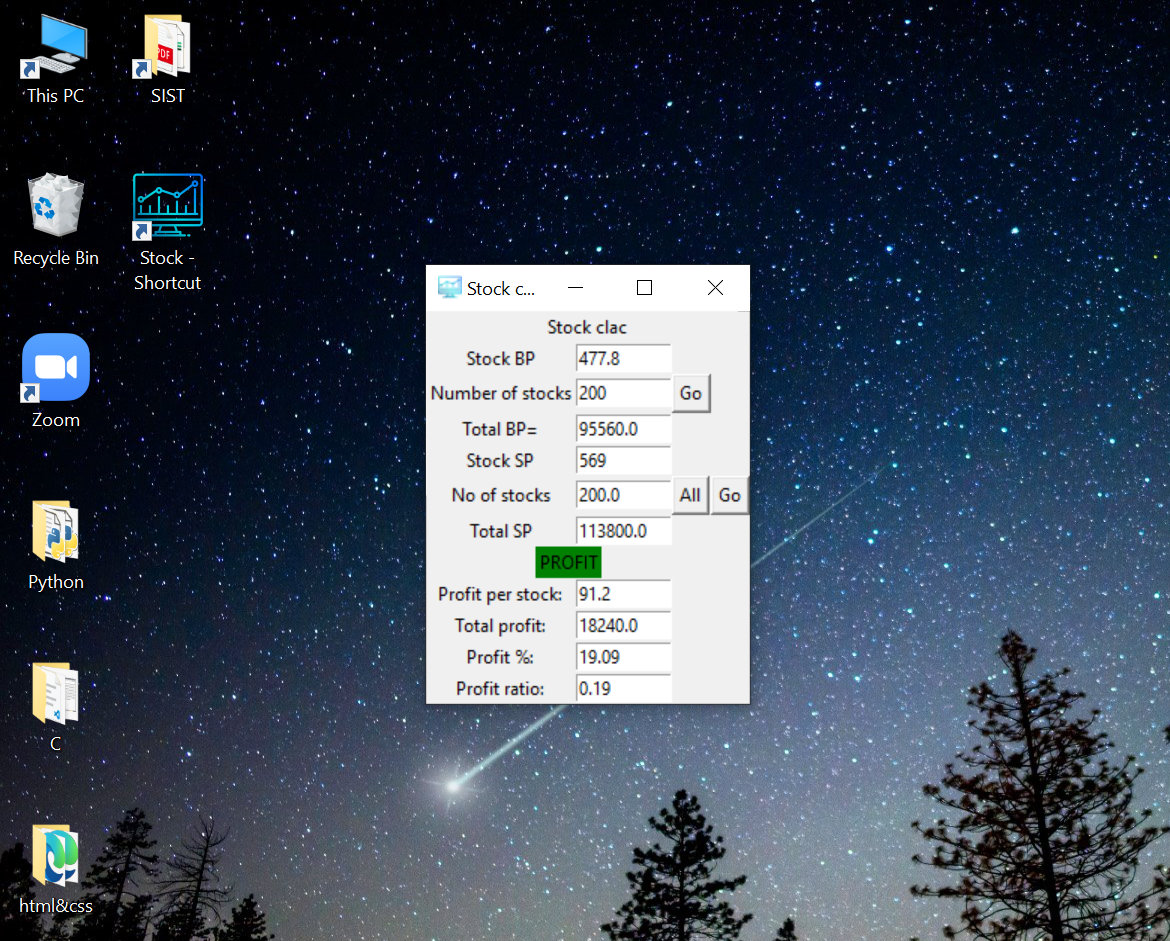 This PC
SIST
PDF
Recycle Bin
Stock -
Shortcut
Zoom
Python
C
html&css
Stock c...
Stock clac
Stock BP 477.8
Number of stocks 200 Go
Total BP= 95560.0
Stock SP 569
No of stocks 200.0 All Go
Total SP 113800.0
PROFIT
Profit per stock: 91.2
Total profit: 18240.0
Profit %: 19.09
Profit ratio: 0.19